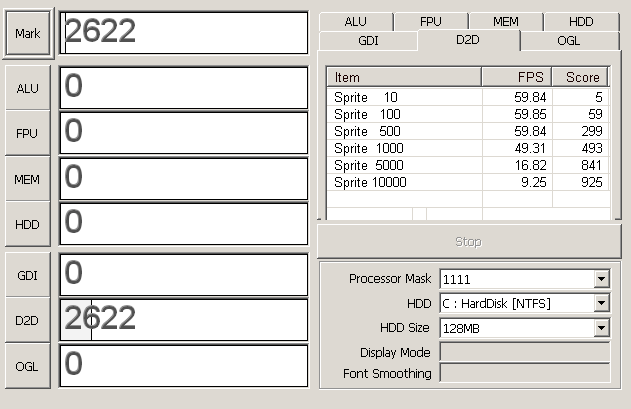 Mark 2622
ALU 0
FPU 0
MEM 0
HDD 0
GDI 0
D2D 2622
OGL 0
ALU FPU MEM HDD
GDI D2D OGL
Item FPS Score
Sprite 10 59.84 5
Sprite 100 59.85 59
Sprite 500 59.84 299
Sprite 1000 49.31 493
Sprite 5000 16.82 841
Sprite 10000 9.25 925
Stop
Processor Mask 1111
HDD C : HardDisk [NTFS]
HDD Size 128MB
Display Mode
Font Smoothing